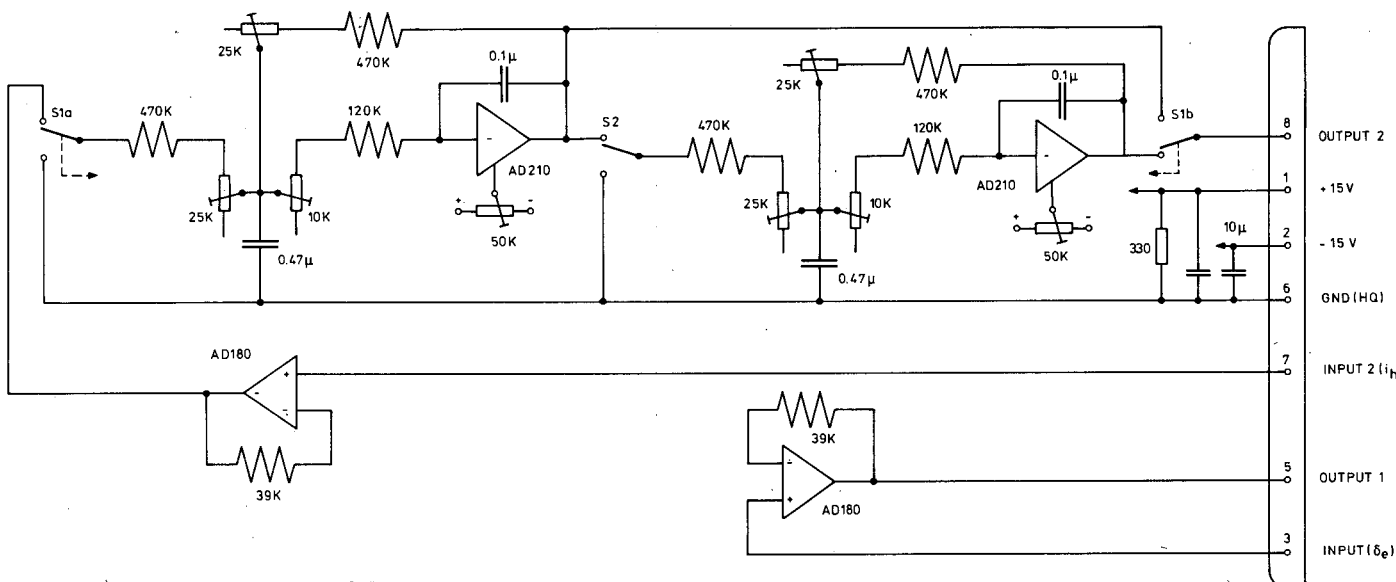 25K
470K
0.1µ
25K
470K
0.1µ
S1a
470K
120K
S2
470K
120K
S1b
8
OUTPUT 2
-
AD210
-
AD210
1
+15V
25K
10K
+
-
50K
25K
10K
+
-
50K
330
10µ
2
-15 V
0.47µ
0.47µ
6
GND(HQ)
AD180
+
-
-
39K
7
INPUT 2(ih
39K
-
+
AD180
5
OUTPUT 1
3
INPUT(δe)